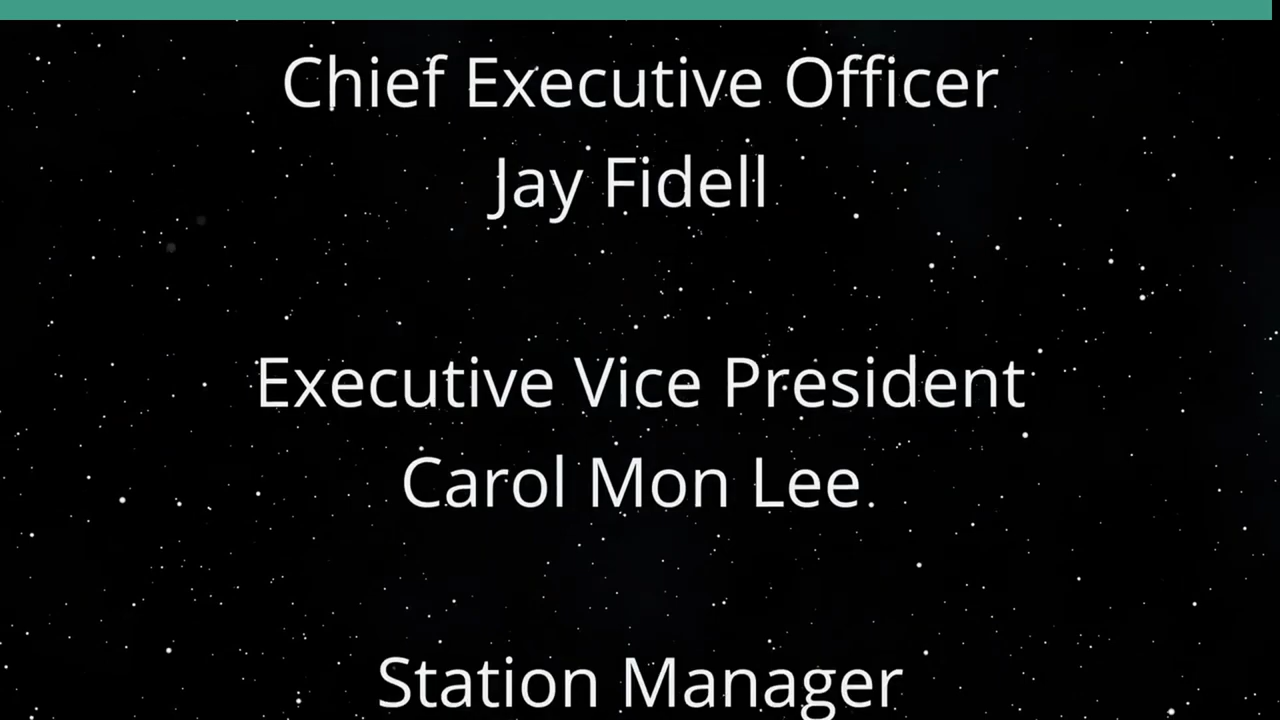 Chief Executive Officer
Jay Fidell
Executive Vice President
Carol Mon Lee
Station Manager